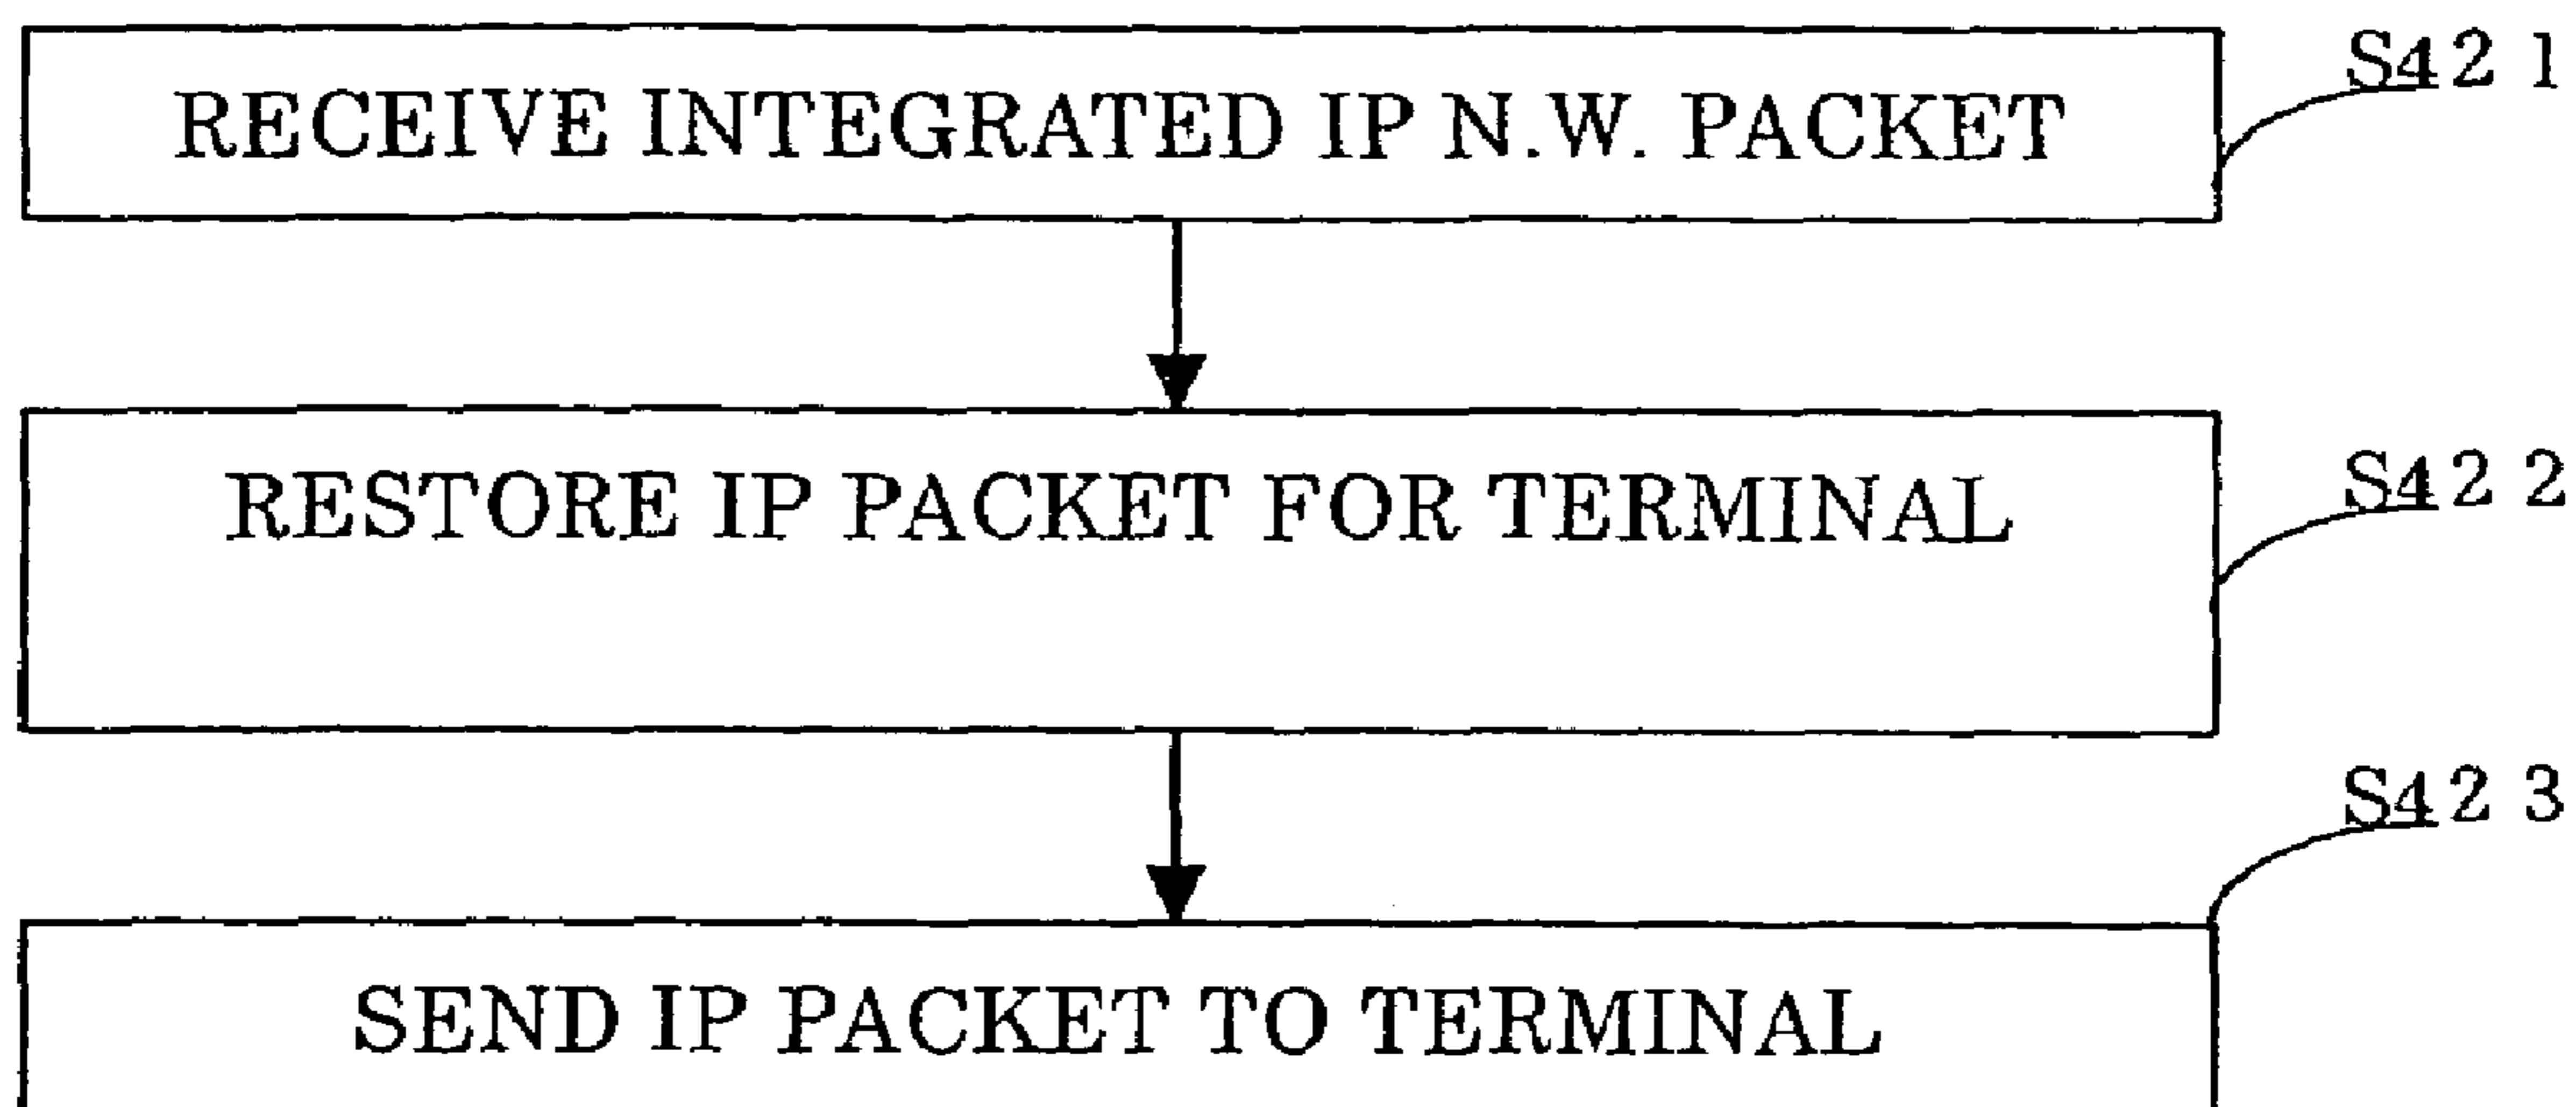 S421
RECEIVE INTEGRATED IP N.W. PACKET
S422
RESTORE IP PACKET FOR TERMINAL
S423
SEND IP PACKET TO TERMINAL